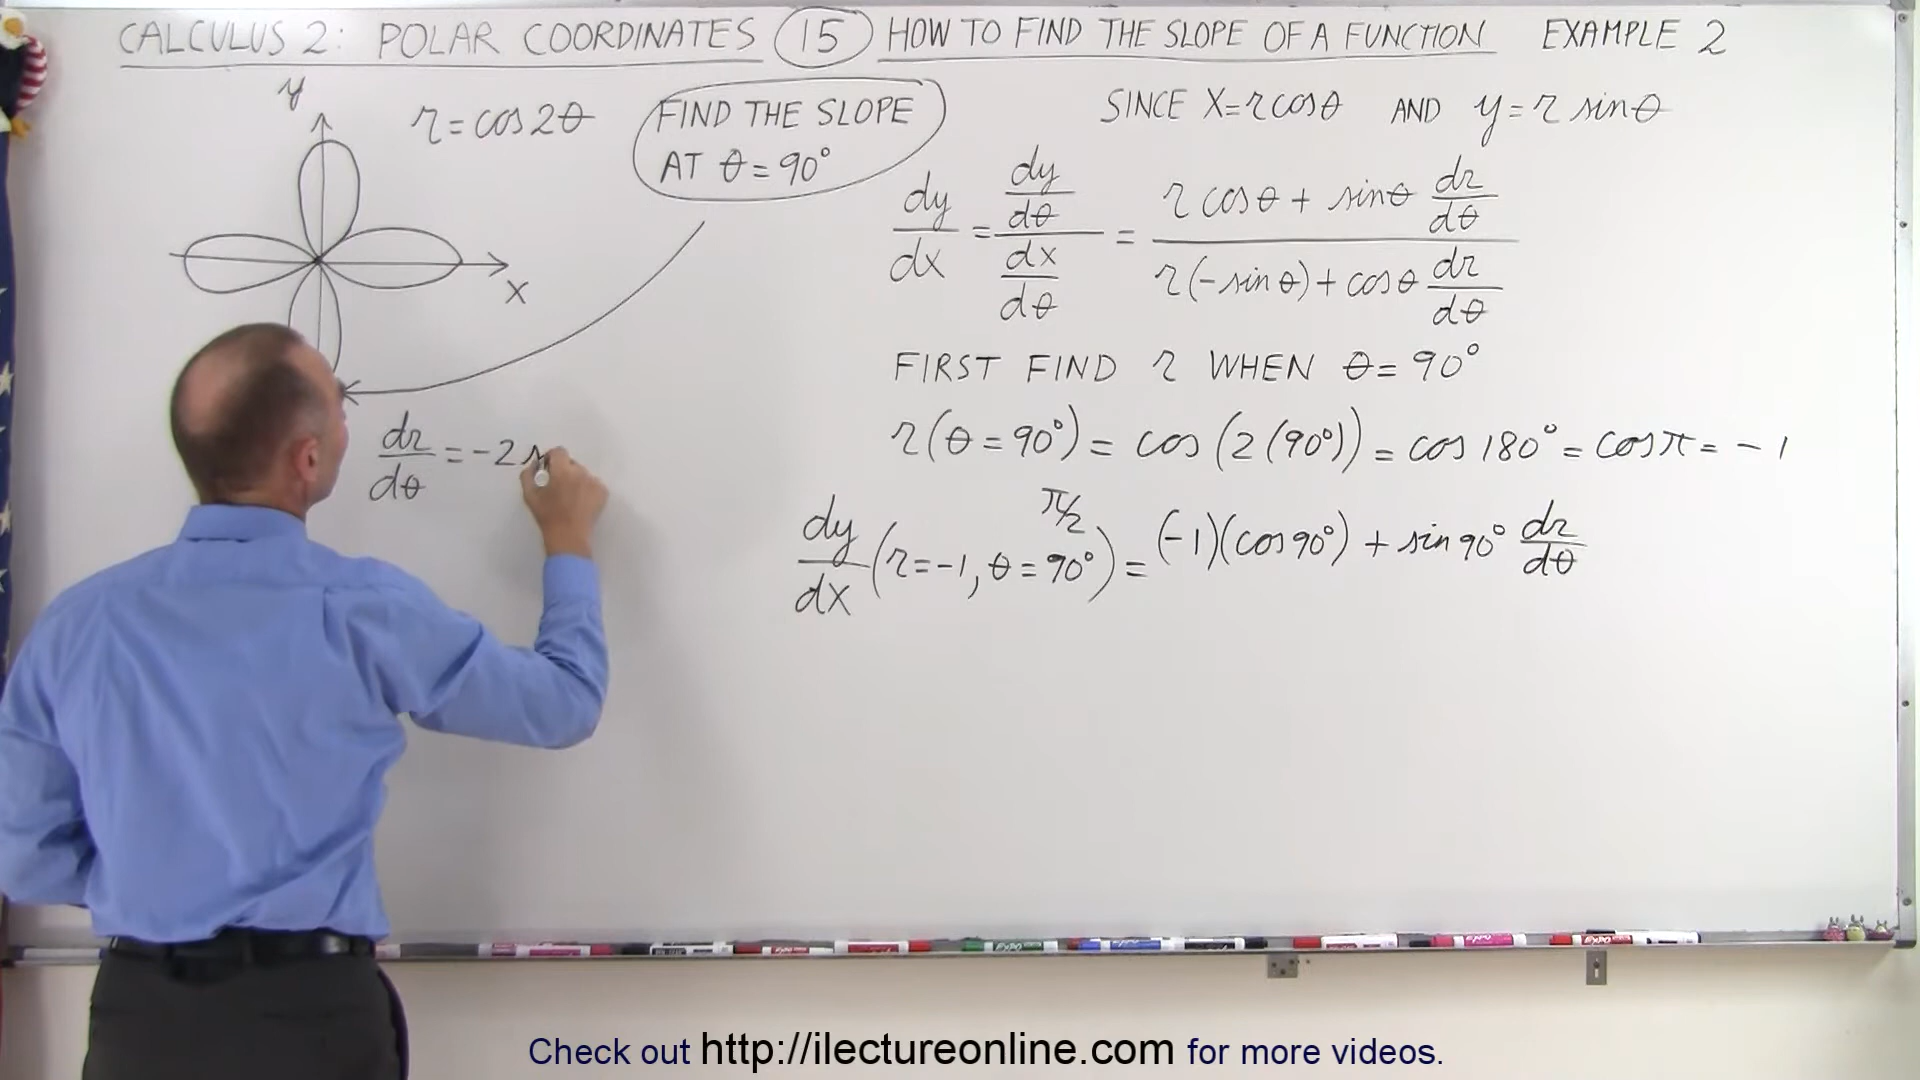 CALCULUS 2: POLAR COORDINATES 15 HOW TO FIND THE SLOPE OF A FUNCTION EXAMPLE 2
y
x
r = cos 2θ
FIND THE SLOPE
AT θ = 90°
SINCE X = r cos θ AND y = r sin θ
dy/dx = (dy/dθ)/(dx/dθ) = (r cos θ + sin θ dr/dθ)/(r(-sin θ) + cos θ dr/dθ)
FIRST FIND r WHEN θ = 90°
r(θ = 90°) = cos(2(90°)) = cos 180° = cos π = -1
dr/dθ = -2
π/2
dy/dx (r = -1, θ = 90°) = (-1)(cos 90°) + sin 90° dr/dθ
Check out http://ilectureonline.com for more videos.